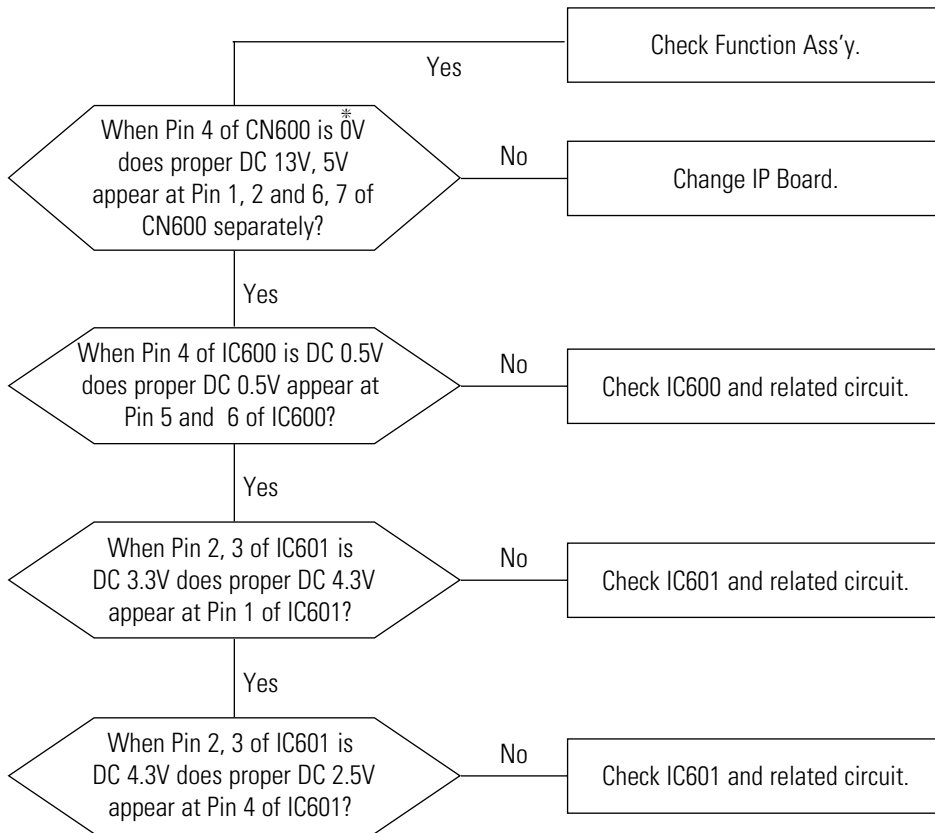 Check Function Ass'y.
Yes
When Pin 4 of CN600 is 0V※
does proper DC 13V, 5V
appear at Pin 1, 2 and 6, 7 of
CN600 separately?
No
Change IP Board.
Yes
When Pin 4 of IC600 is DC 0.5V
does proper DC 0.5V appear at
Pin 5 and 6 of IC600?
No
Check IC600 and related circuit.
Yes
When Pin 2, 3 of IC601 is
DC 3.3V does proper DC 4.3V
appear at Pin 1 of IC601?
No
Check IC601 and related circuit.
Yes
When Pin 2, 3 of IC601 is
DC 4.3V does proper DC 2.5V
appear at Pin 4 of IC601?
No
Check IC601 and related circuit.